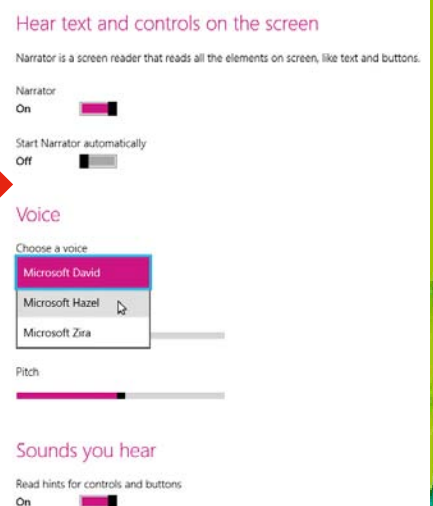 Hear text and controls on the screen
Narrator is a screen reader that reads all the elements on screen, like text and buttons.
Narrator
On
Start Narrator automatically
Off
Voice
Choose a voice
Microsoft David
Microsoft Hazel
Microsoft Zira
Pitch
Sounds you hear
Read hints for controls and buttons
On